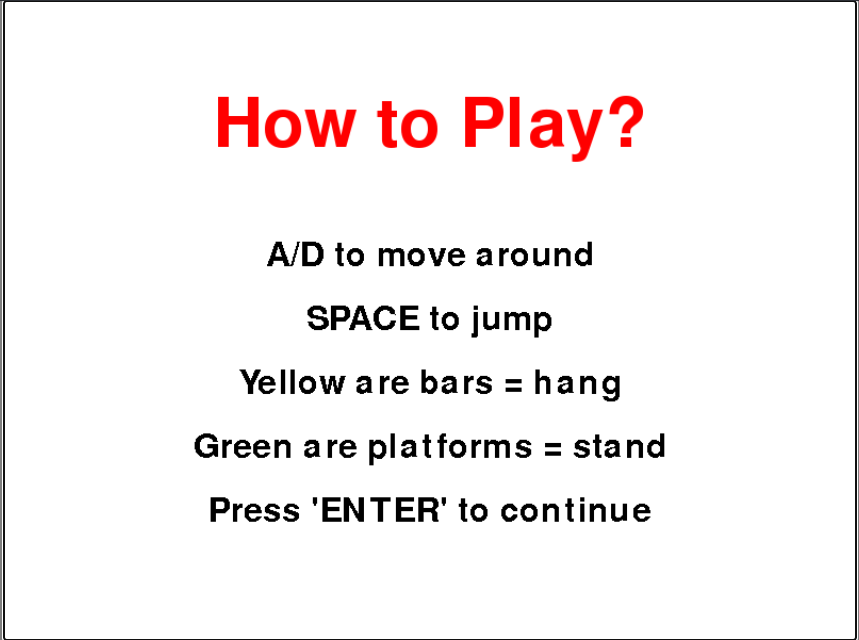 How to Play?
A/D to move around
SPACE to jump
Yellow are bars = hang
Green are platforms = stand
Press 'ENTER' to continue